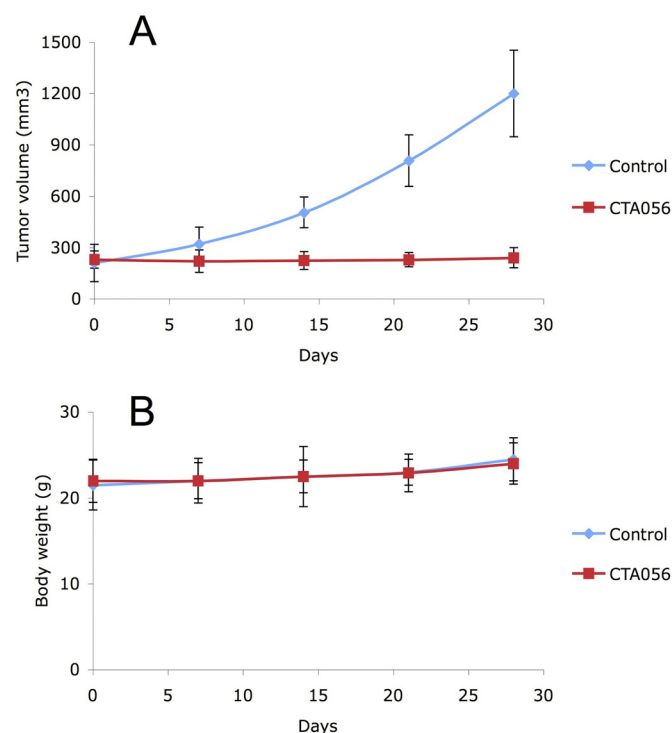 A
1500
1200
900
600
300
0
Tumor volume (mm3)
0 5 10 15 20 25 30
Days
Control
CTA056
B
30
20
10
0
Body weight (g)
0 5 10 15 20 25 30
Days
Control
CTA056